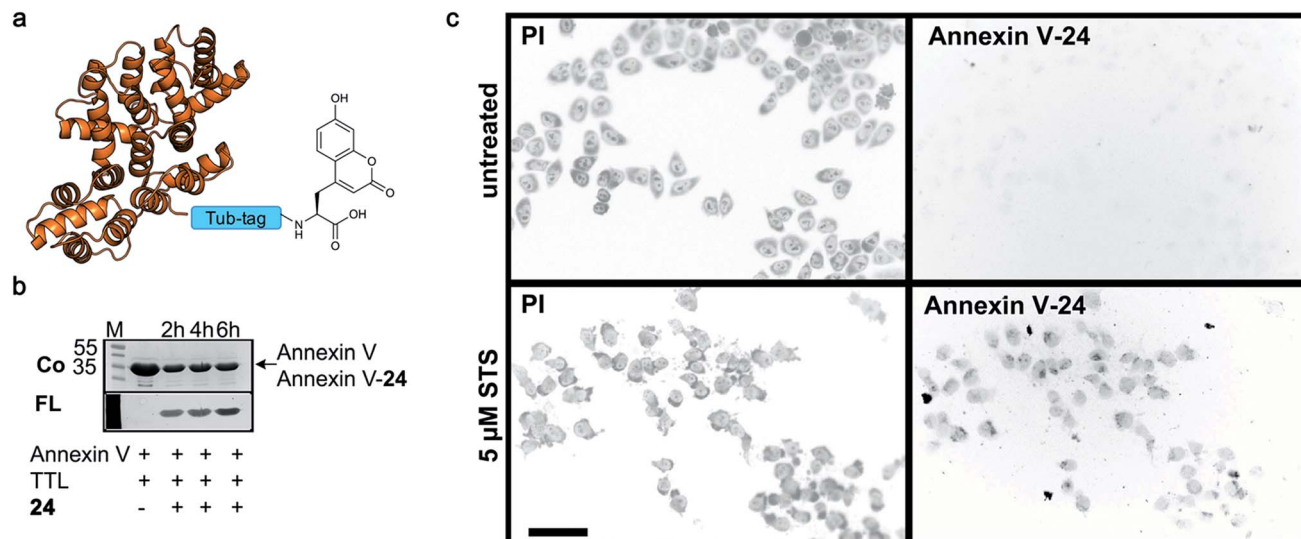 a
OH
O
O
Tub-tag
N
H
OH
O
b
M 2h 4h 6h
55
Co 35
Annexin V
Annexin V-24
FL
Annexin V + + + +
TTL + + + +
24 - + + +
c
PI Annexin V-24
untreated
PI Annexin V-24
5 µM STS